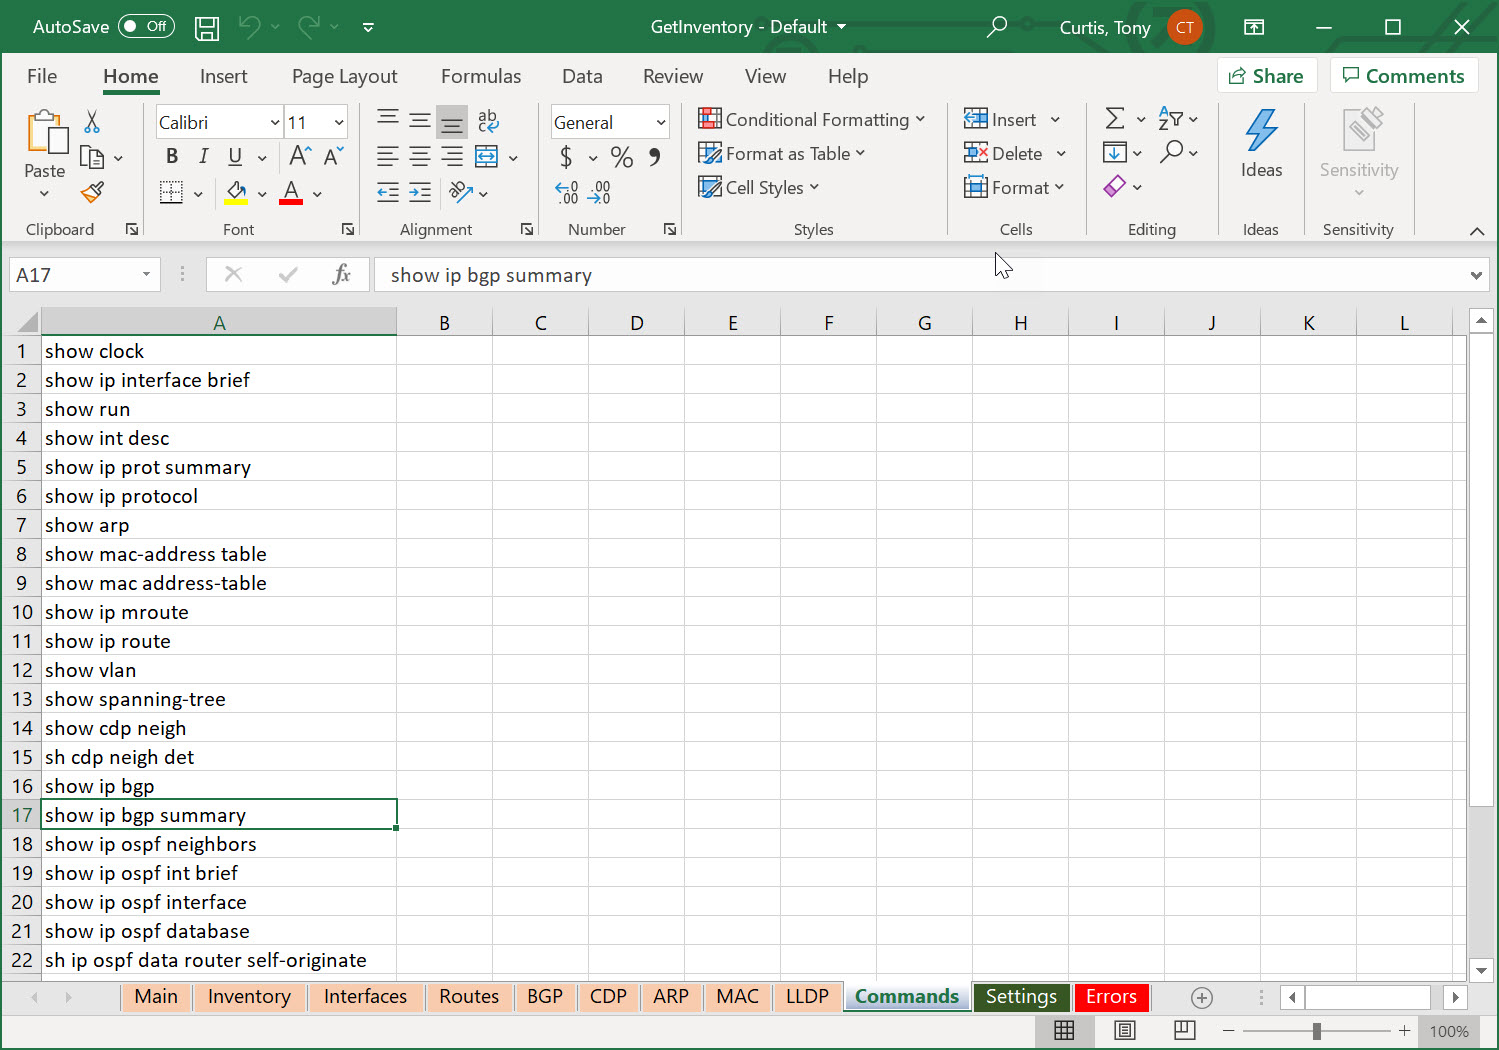 AutoSave Off GetInventory - Default Curtis, Tony CT
File Home Insert Page Layout Formulas Data Review View Help Share Comments
Paste
Clipboard
Calibri 11
B I U A A
A
Font
ab
c
Alignment
General
$ % ,
.0 .00
.00 .0
Number
Conditional Formatting
Format as Table
Cell Styles
Styles
Insert
Delete
Format
Cells
A
Z
Editing
Ideas
Ideas
Sensitivity
Sensitivity
A17 fx show ip bgp summary
A B C D E F G H I J K L
1 show clock
2 show ip interface brief
3 show run
4 show int desc
5 show ip prot summary
6 show ip protocol
7 show arp
8 show mac-address table
9 show mac address-table
10 show ip mroute
11 show ip route
12 show vlan
13 show spanning-tree
14 show cdp neigh
15 sh cdp neigh det
16 show ip bgp
17 show ip bgp summary
18 show ip ospf neighbors
19 show ip ospf int brief
20 show ip ospf interface
21 show ip ospf database
22 sh ip ospf data router self-originate
Main Inventory Interfaces Routes BGP CDP ARP MAC LLDP Commands Settings Errors
100%